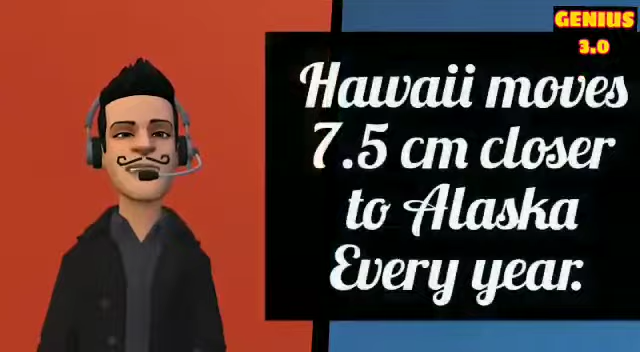 GENIUS
3.0
Hawaii moves
7.5 cm closer
to Alaska
Every year.